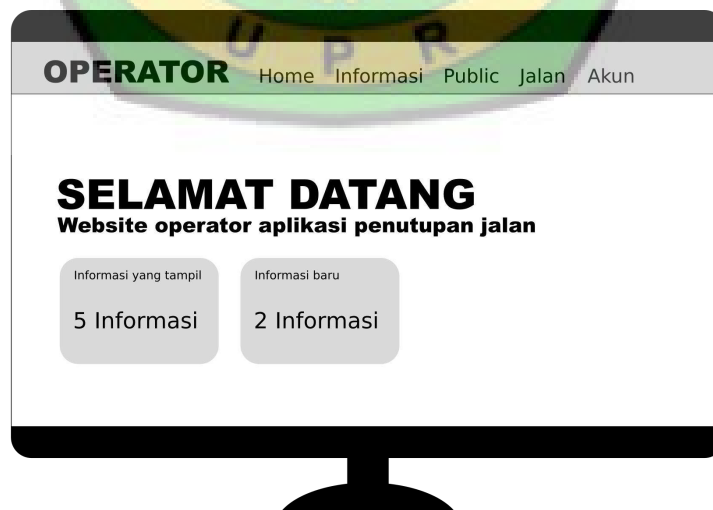 U P R
OPERATOR Home Informasi Public Jalan Akun
SELAMAT DATANG
Website operator aplikasi penutupan jalan
Informasi yang tampil
5 Informasi
Informasi baru
2 Informasi